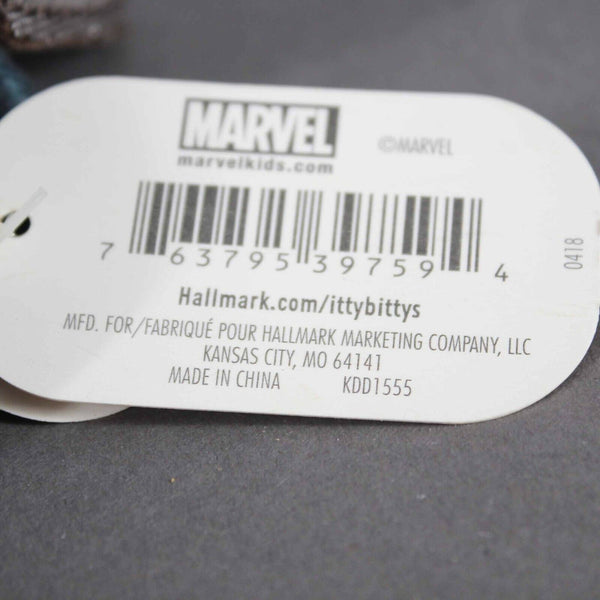 MARVEL
marvelkids.com
©MARVEL
7 63795 39759 4
0418
Hallmark.com/ittybittys
MFD. FOR/FABRIQUÉ POUR HALLMARK MARKETING COMPANY, LLC
KANSAS CITY, MO 64141
MADE IN CHINA KDD1555